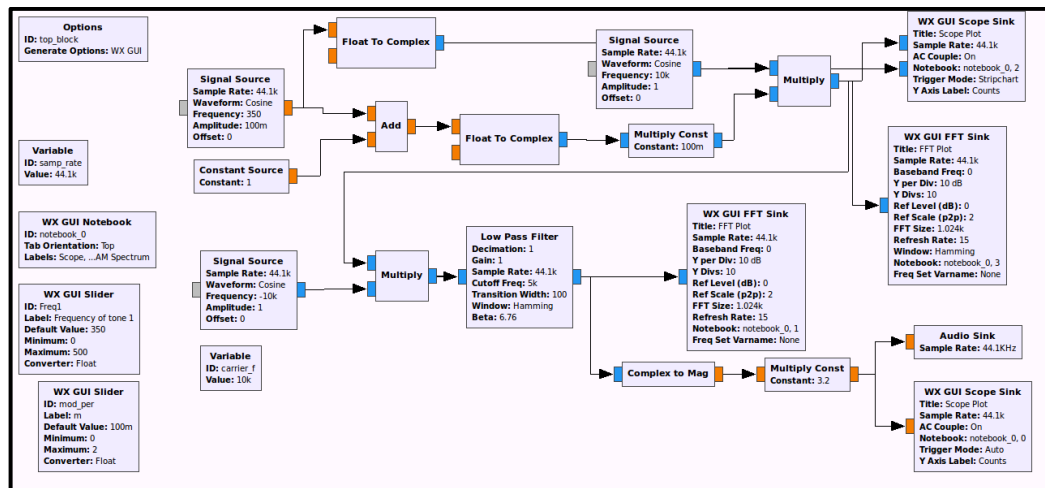 Options
ID: top_block
Generate Options: WX GUI
Variable
ID: samp_rate
Value: 44.1k
WX GUI Notebook
ID: notebook_0
Tab Orientation: Top
Labels: Scope, ...AM Spectrum
WX GUI Slider
ID: Freq1
Label: Frequency of tone 1
Default Value: 350
Minimum: 0
Maximum: 500
Converter: Float
WX GUI Slider
ID: mod_per
Label: m
Default Value: 100m
Minimum: 0
Maximum: 2
Converter: Float
Signal Source
Sample Rate: 44.1k
Waveform: Cosine
Frequency: 350
Amplitude: 100m
Offset: 0
Constant Source
Constant: 1
Float To Complex
Add
Float To Complex
Multiply Const
Constant: 100m
Signal Source
Sample Rate: 44.1k
Waveform: Cosine
Frequency: 10k
Amplitude: 1
Offset: 0
Multiply
WX GUI Scope Sink
Title: Scope Plot
Sample Rate: 44.1k
AC Couple: On
Notebook: notebook_0, 2
Trigger Mode: Stripchart
Y Axis Label: Counts
WX GUI FFT Sink
Title: FFT Plot
Sample Rate: 44.1k
Baseband Freq: 0
Y per Div: 10 dB
Y Divs: 10
Ref Level (dB): 0
Ref Scale (p2p): 2
FFT Size: 1.024k
Refresh Rate: 15
Window: Hamming
Notebook: notebook_0, 3
Freq Set Varname: None
Signal Source
Sample Rate: 44.1k
Waveform: Cosine
Frequency: -10k
Amplitude: 1
Offset: 0
Variable
ID: carrier_f
Value: 10k
Multiply
Low Pass Filter
Decimation: 1
Gain: 1
Sample Rate: 44.1k
Cutoff Freq: 5k
Transition Width: 100
Window: Hamming
Beta: 6.76
WX GUI FFT Sink
Title: FFT Plot
Sample Rate: 44.1k
Baseband Freq: 0
Y per Div: 10 dB
Y Divs: 10
Ref Level (dB): 0
Ref Scale (p2p): 2
FFT Size: 1.024k
Refresh Rate: 15
Notebook: notebook_0, 1
Freq Set Varname: None
Complex to Mag
Multiply Const
Constant: 3.2
Audio Sink
Sample Rate: 44.1KHz
WX GUI Scope Sink
Title: Scope Plot
Sample Rate: 44.1k
AC Couple: On
Notebook: notebook_0, 0
Trigger Mode: Auto
Y Axis Label: Counts